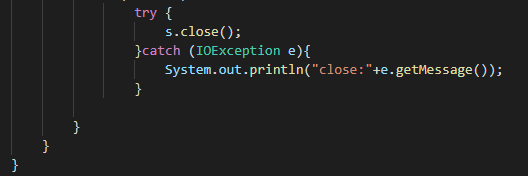 try {
s.close();
}catch (IOException e){
System.out.println("close:"+e.getMessage());
}
}
}
}